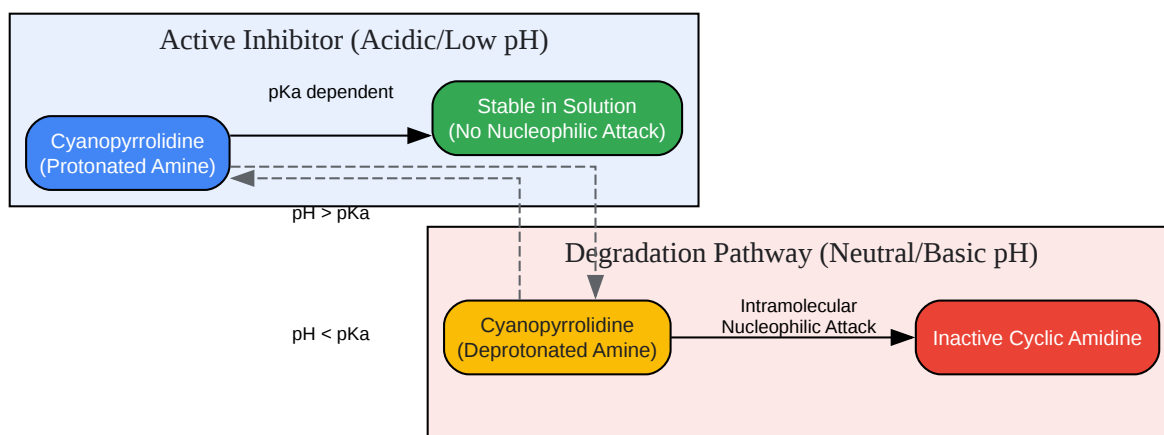 Active Inhibitor (Acidic/Low pH)
pKa dependent
Stable in Solution
(No Nucleophilic Attack)
Cyanopyrrolidine
(Protonated Amine)
pH > pKa
Degradation Pathway (Neutral/Basic pH)
pH < pKa
Cyanopyrrolidine
(Deprotonated Amine)
Intramolecular
Nucleophilic Attack
Inactive Cyclic Amidine